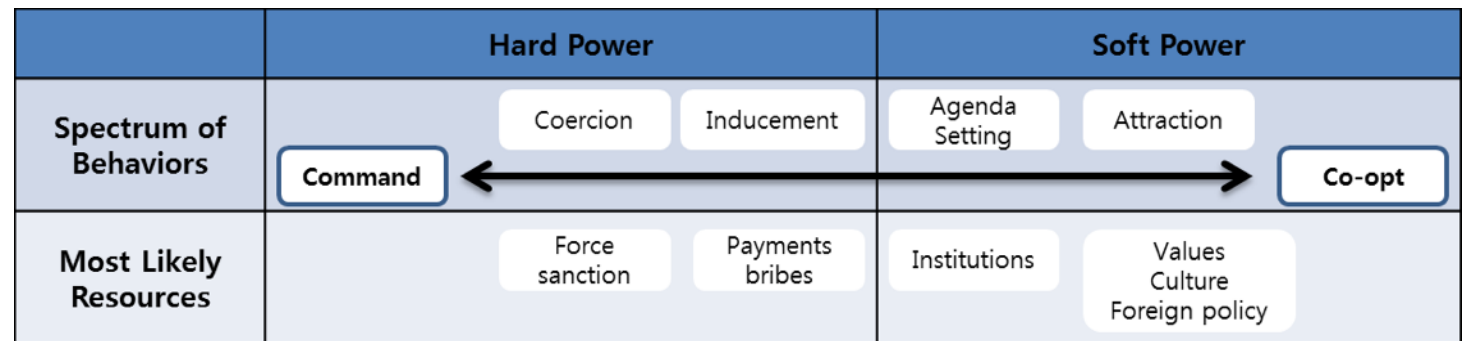 Hard Power
Soft Power
Spectrum of
Behaviors
Coercion
Inducement
Agenda
Setting
Attraction
Command
Co-opt
Most Likely
Resources
Force
sanction
Payments
bribes
Institutions
Values
Culture
Foreign policy